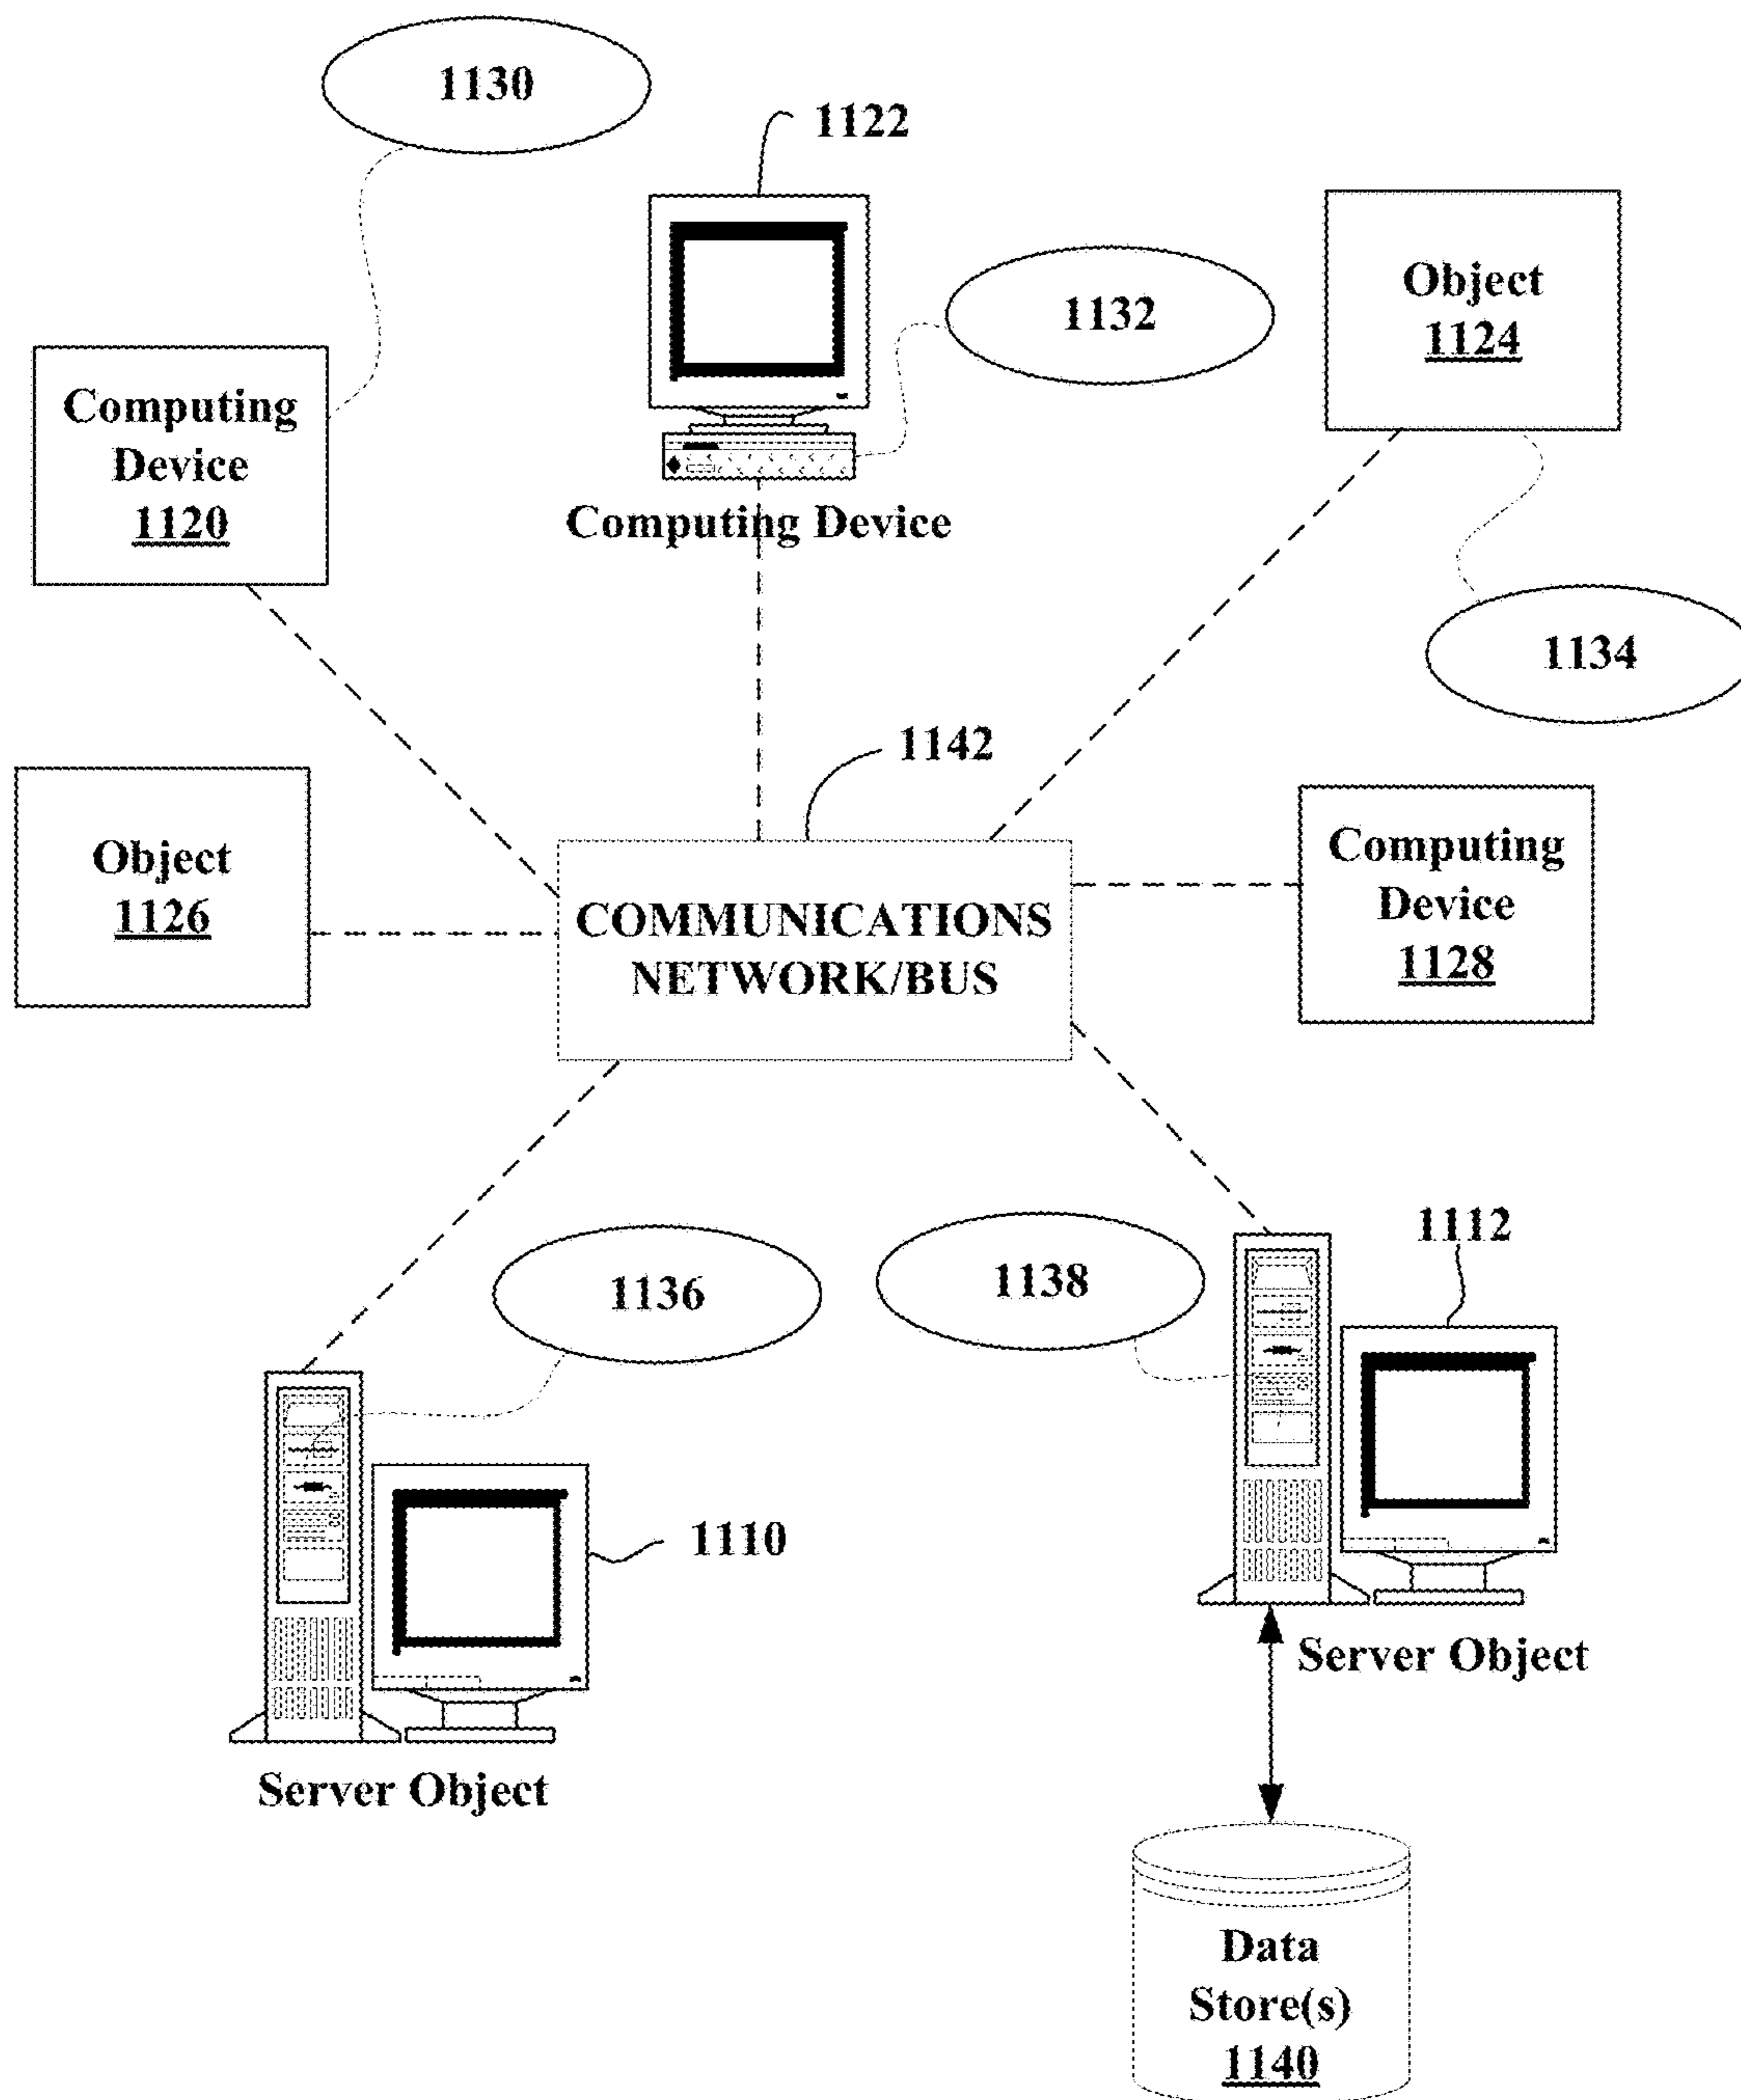 1130
1122
1132
Object
1124
Computing
Device
1120
Computing Device
1134
1142
Object
1126
COMMUNICATIONS
NETWORK/BUS
Computing
Device
1128
1136
1138
1112
1110
Server Object
Server Object
Data
Store(s)
1140